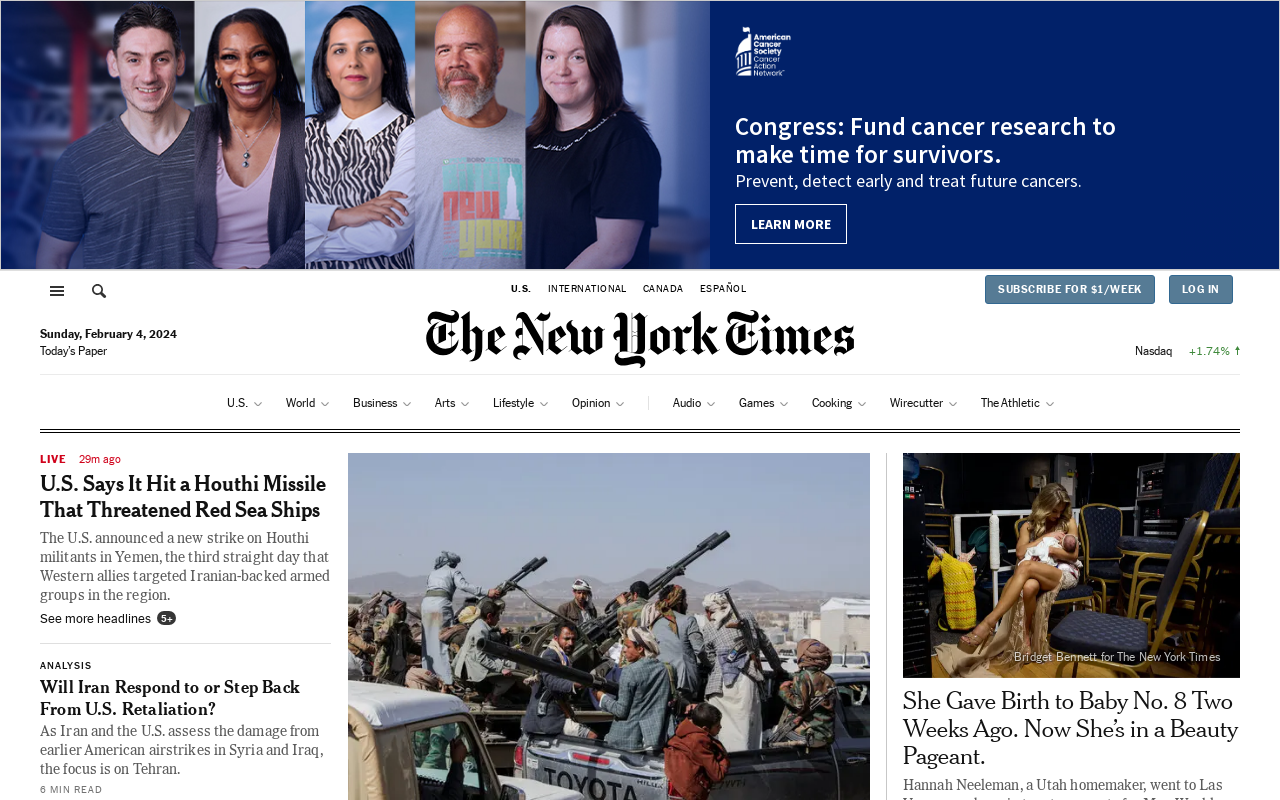 American
Cancer
Society
Cancer
Action
Network
Congress: Fund cancer research to
make time for survivors.
Prevent, detect early and treat future cancers.
LEARN MORE
U.S. INTERNATIONAL CANADA ESPAÑOL
SUBSCRIBE FOR $1/WEEK LOG IN
Sunday, February 4, 2024
Today's Paper
The New York Times
Nasdaq +1.74%
U.S. World Business Arts Lifestyle Opinion Audio Games Cooking Wirecutter The Athletic
LIVE 29m ago
U.S. Says It Hit a Houthi Missile
That Threatened Red Sea Ships
The U.S. announced a new strike on Houthi
militants in Yemen, the third straight day that
Western allies targeted Iranian-backed armed
groups in the region.
See more headlines 5+
ANALYSIS
Will Iran Respond to or Step Back
From U.S. Retaliation?
As Iran and the U.S. assess the damage from
earlier American airstrikes in Syria and Iraq,
the focus is on Tehran.
6 MIN READ
TOYOTA
Bridget Bennett for The New York Times
She Gave Birth to Baby No. 8 Two
Weeks Ago. Now She's in a Beauty
Pageant.
Hannah Neeleman, a Utah homemaker, went to Las
new
york